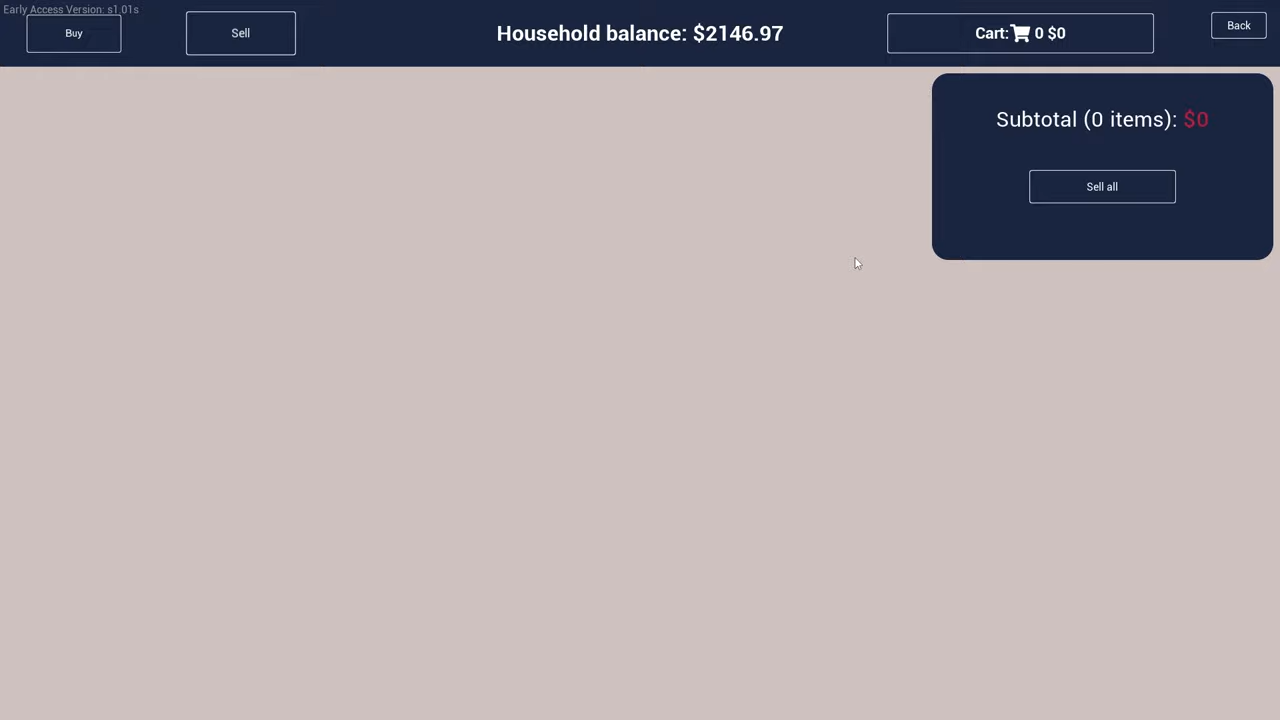 Early Access Version: s1.01s
Buy
Sell
Household balance: $2146.97
Cart: 0 $0
Back
Subtotal (0 items): $0
Sell all